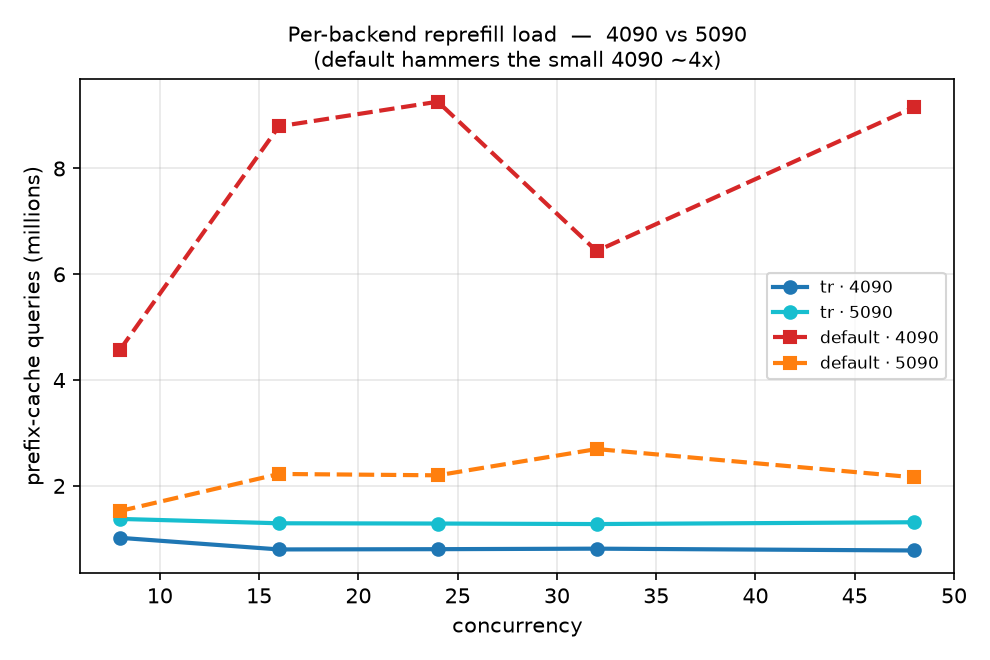 Per-backend reprefill load  —  4090 vs 5090
(default hammers the small 4090 ~4x)
prefix-cache queries (millions)
8
6
4
2
tr · 4090
tr · 5090
default · 4090
default · 5090
10 15 20 25 30 35 40 45 50
concurrency